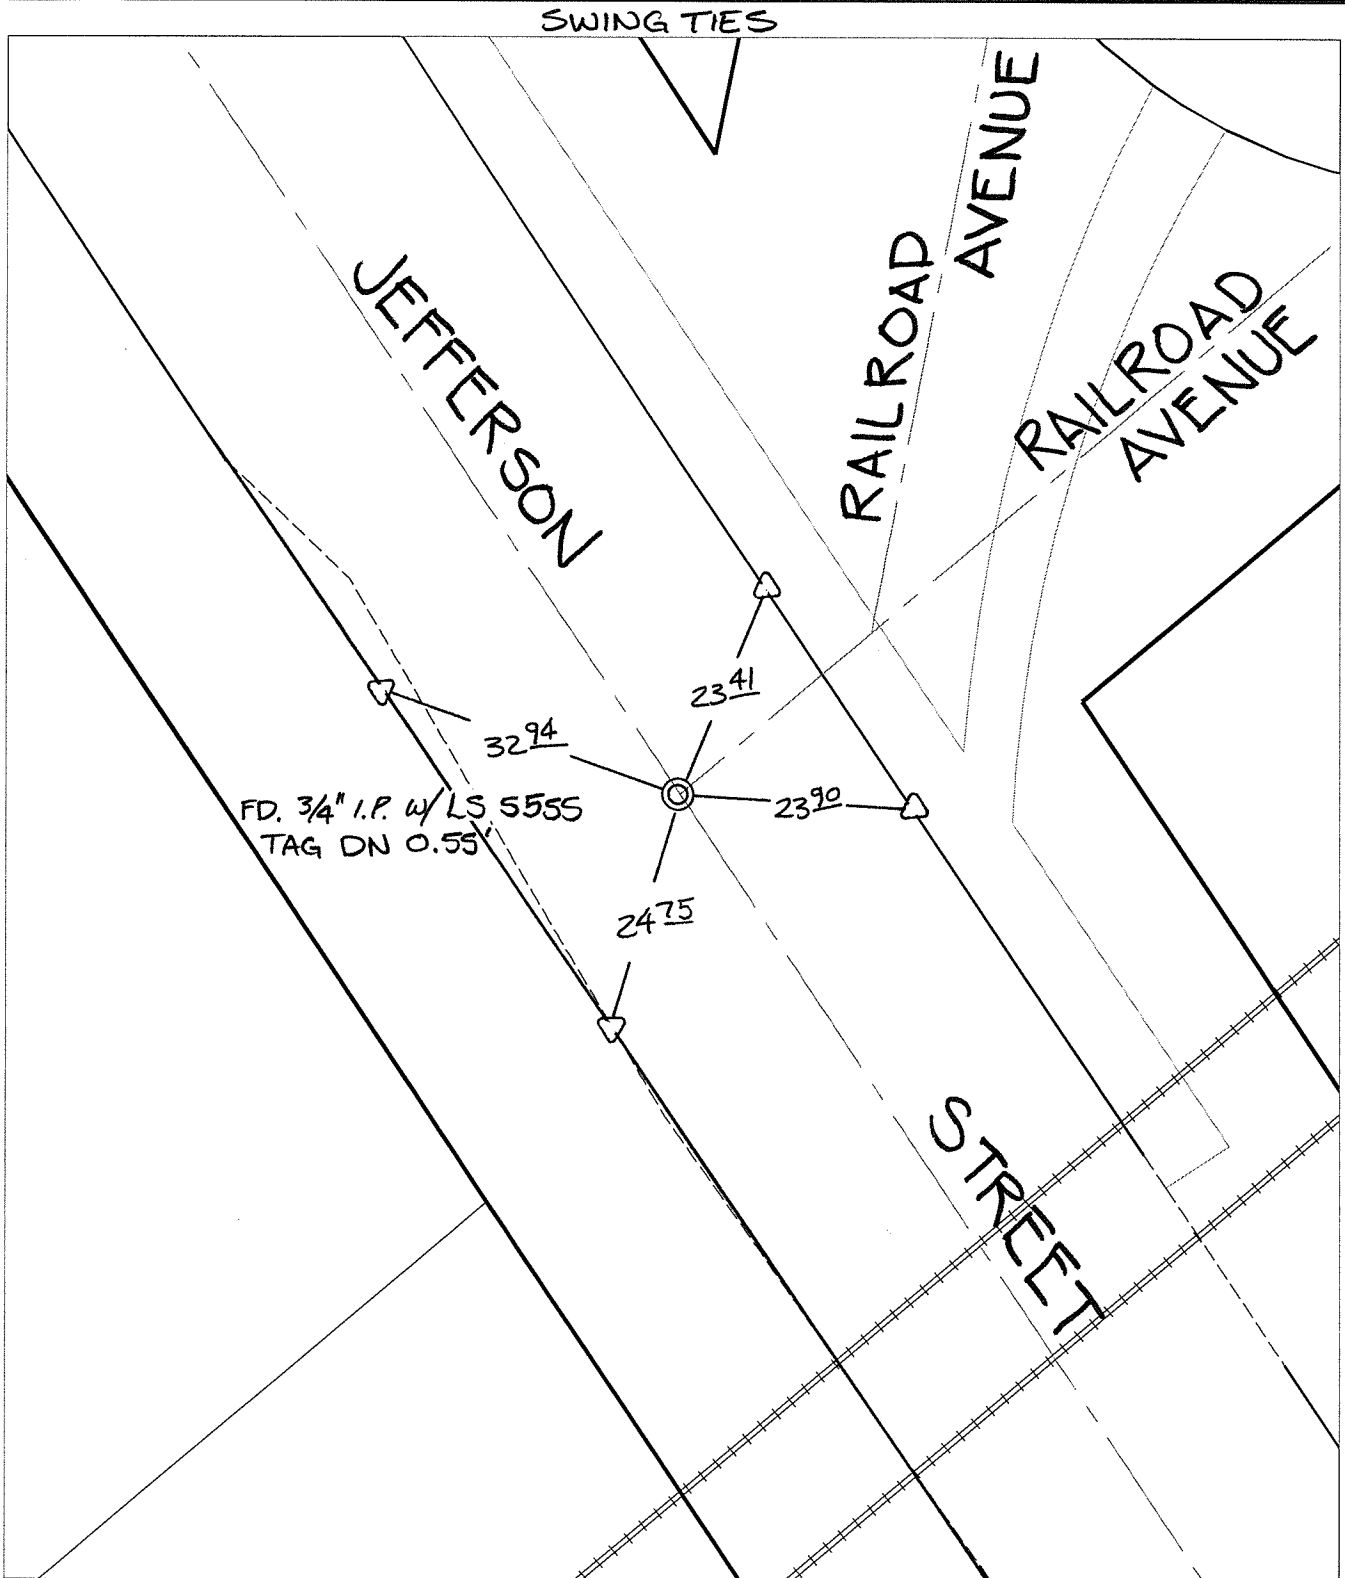 SWING TIES
RAILROAD
AVENUE
RAILROAD
AVENUE
JEFFERSON
STREET
23 41
32 94
23 90
24 75
FD. 3/4" I.P. W/ LS 5555
TAG DN 0.55'